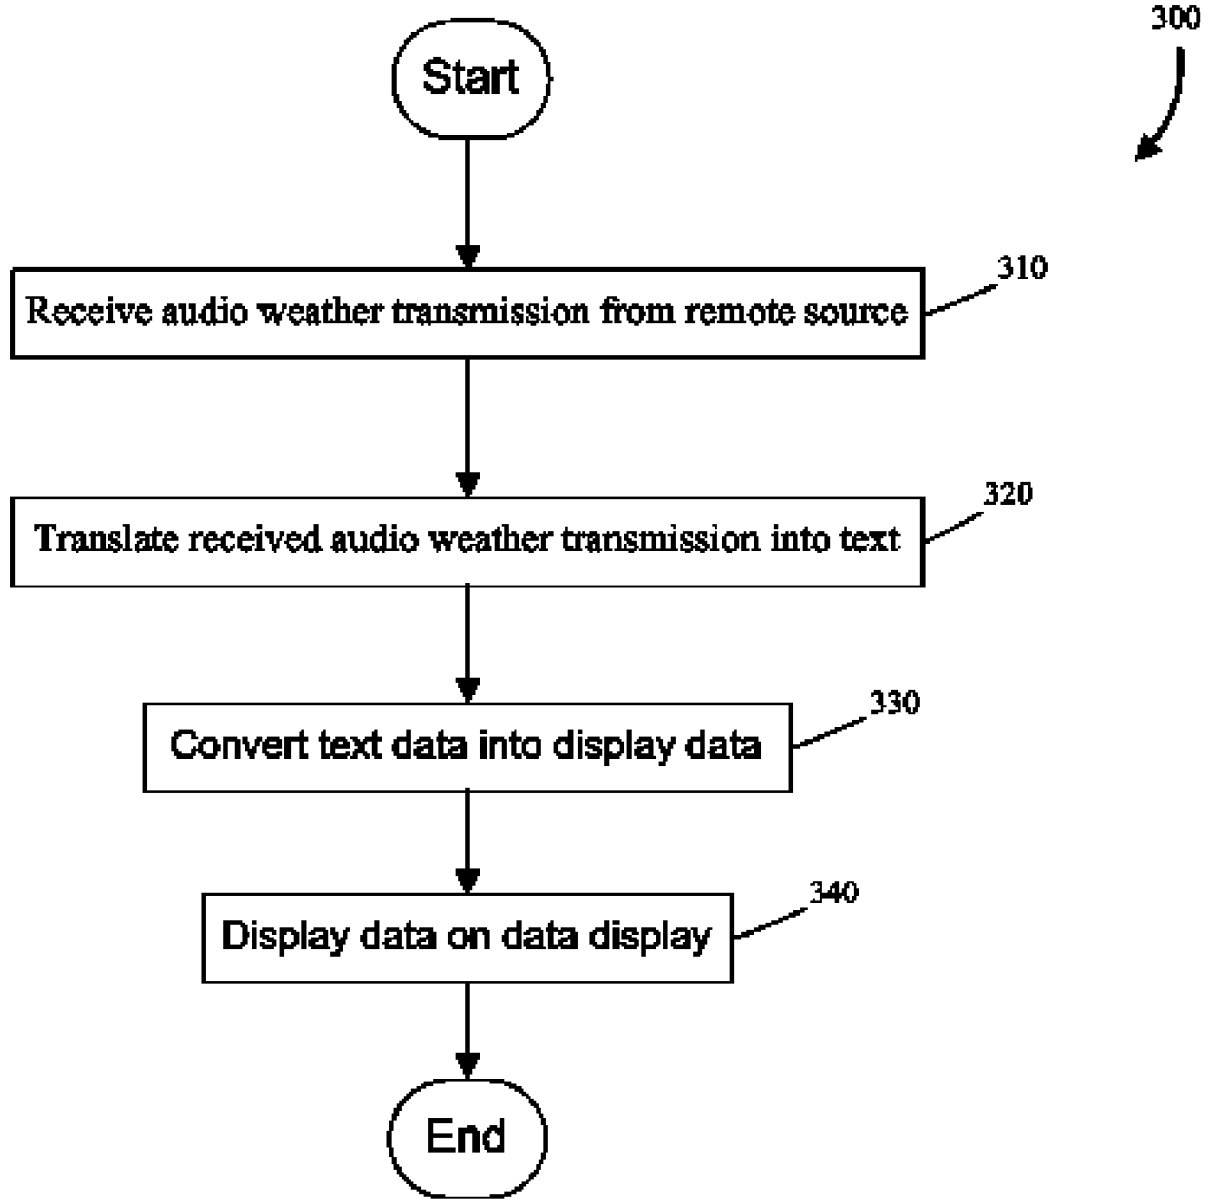 300
Start
310
Receive audio weather transmission from remote source
320
Translate received audio weather transmission into text
330
Convert text data into display data
340
Display data on data display
End